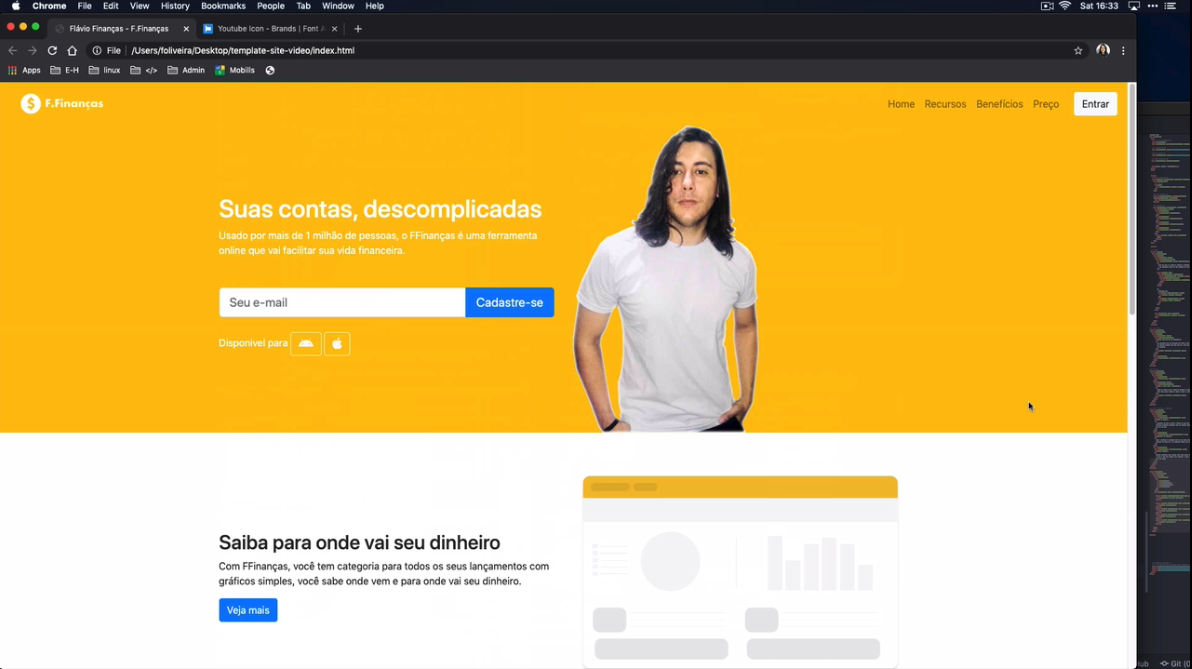 Chrome File Edit View History Bookmarks People Tab Window Help
Sat 16:33
Flávio Finanças - F.Finanças
Youtube Icon - Brands | Font A
File /Users/foliveira/Desktop/template-site-video/index.html
Apps E-H linux </> Admin Mobills
F.Finanças
Home Recursos Benefícios Preço Entrar
Suas contas, descomplicadas
Usado por mais de 1 milhão de pessoas, o FFinanças é uma ferramenta
online que vai facilitar sua vida financeira.
Seu e-mail Cadastre-se
Disponível para
Saiba para onde vai seu dinheiro
Com FFinanças, você tem categoria para todos os seus lançamentos com
gráficos simples, você sabe onde vem e para onde vai seu dinheiro.
Veja mais
Git (0